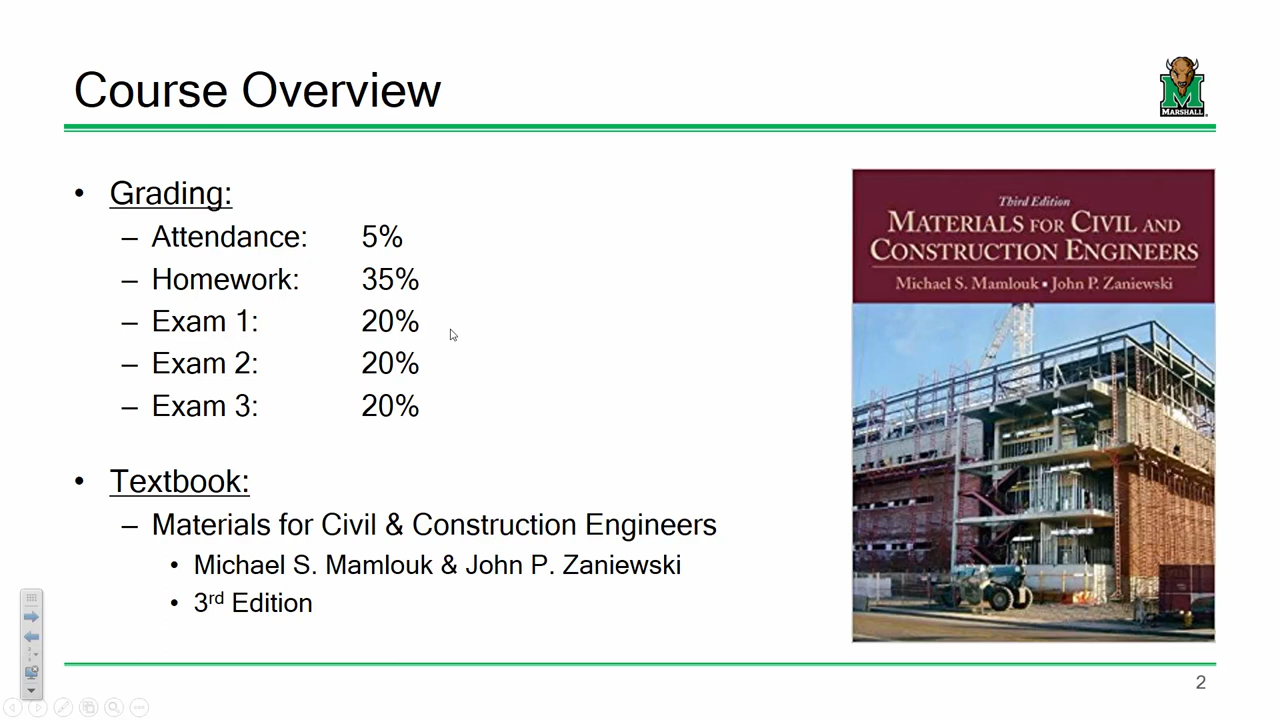 Course Overview
MARSHALL
• Grading:
– Attendance: 5%
– Homework: 35%
– Exam 1: 20%
– Exam 2: 20%
– Exam 3: 20%
• Textbook:
– Materials for Civil & Construction Engineers
• Michael S. Mamlouk & John P. Zaniewski
• 3rd Edition
Third Edition
MATERIALS FOR CIVIL AND
CONSTRUCTION ENGINEERS
Michael S. Mamlouk ▪ John P. Zaniewski
2